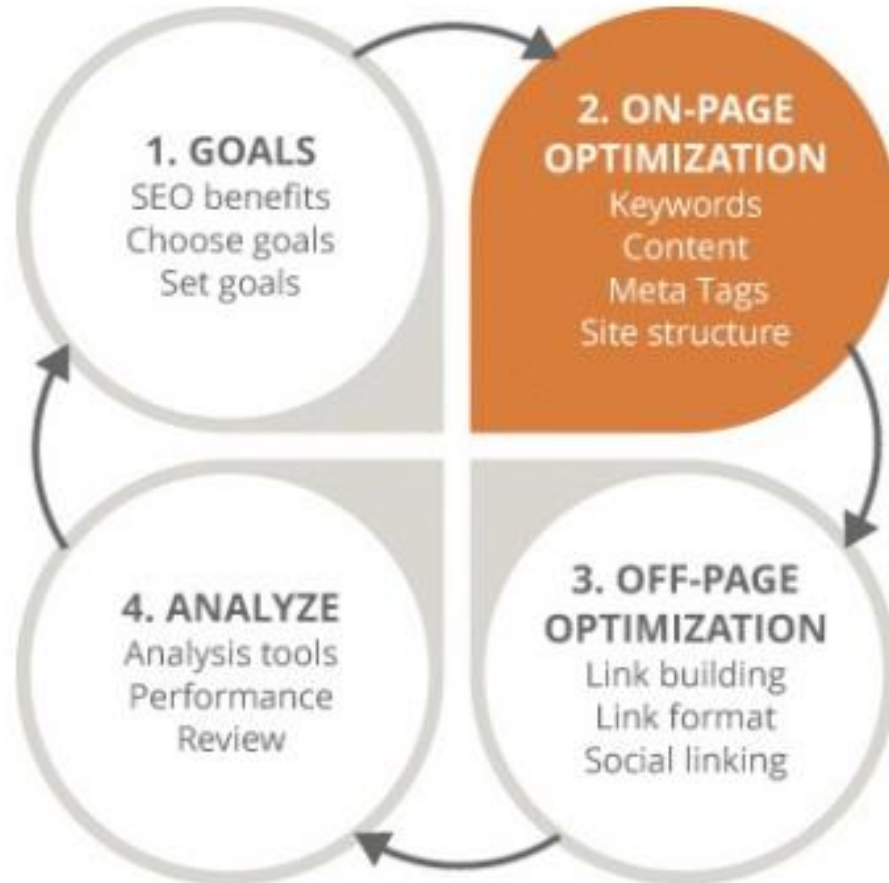 1. GOALS
SEO benefits
Choose goals
Set goals
2. ON-PAGE
OPTIMIZATION
Keywords
Content
Meta Tags
Site structure
3. OFF-PAGE
OPTIMIZATION
Link building
Link format
Social linking
4. ANALYZE
Analysis tools
Performance
Review